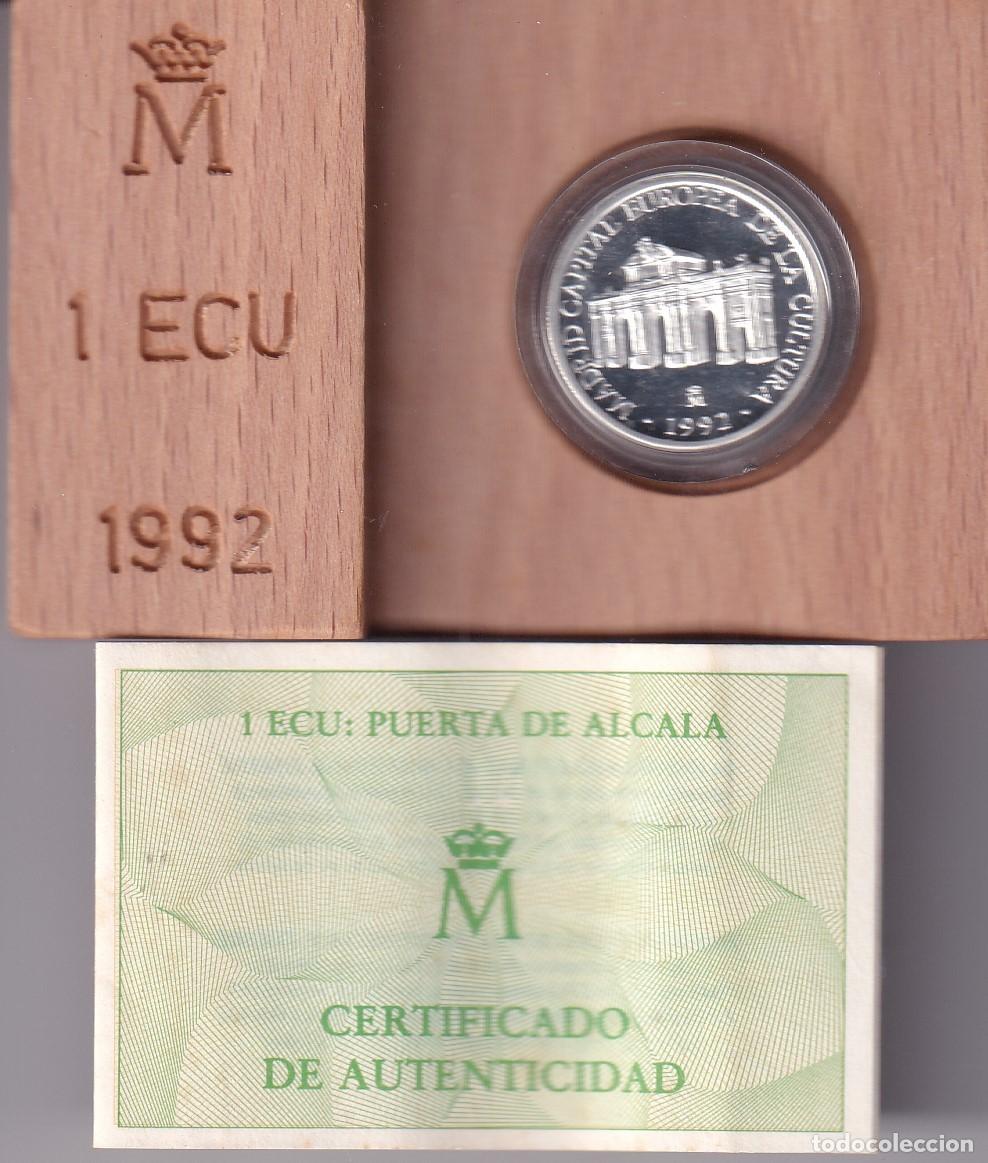 M
1 ECU
1992
MADRID CAPITAL EUROPEA DE LA CULTURA
M
· 1992 ·
1 ECU: PUERTA DE ALCALA
M
CERTIFICADO
DE AUTENTICIDAD
todocoleccion